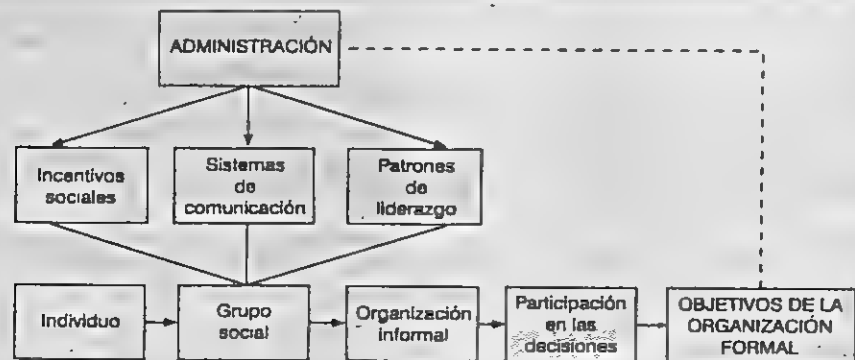 ADMINISTRACIÓN
Incentivos
sociales
Sistemas
de
comunicación
Patrones
de
liderazgo
Individuo
Grupo
social
Organización
informal
Participación
en las
decisiones
OBJETIVOS DE LA
ORGANIZACIÓN
FORMAL